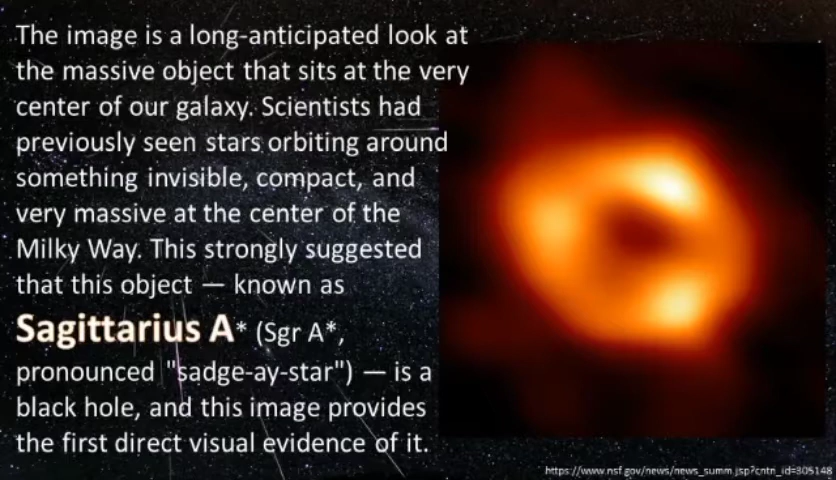 The image is a long-anticipated look at
the massive object that sits at the very
center of our galaxy. Scientists had
previously seen stars orbiting around
something invisible, compact, and
very massive at the center of the
Milky Way. This strongly suggested
that this object — known as
Sagittarius A* (Sgr A*,
pronounced "sadge-ay-star") — is a
black hole, and this image provides
the first direct visual evidence of it.
https://www.nsf.gov/news/news_summ.jsp?cntn_id=305148